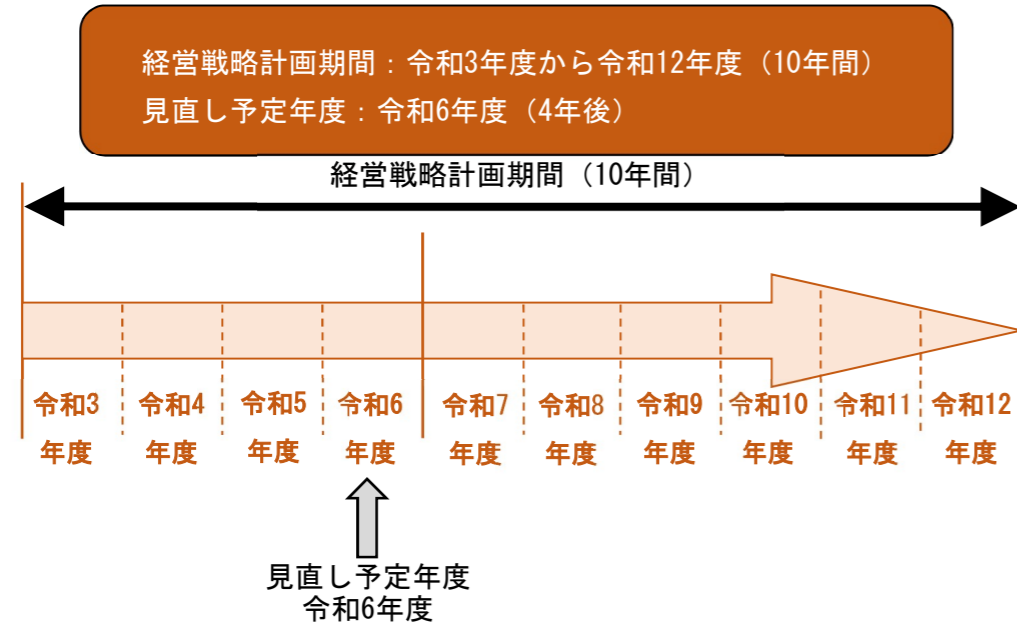 経営戦略計画期間：令和3年度から令和12年度（10年間）
見直し予定年度：令和6年度（4年後）
経営戦略計画期間（10年間）
令和3 令和4 令和5 令和6 令和7 令和8 令和9 令和10 令和11 令和12
年度 年度 年度 年度 年度 年度 年度 年度 年度 年度
見直し予定年度
令和6年度